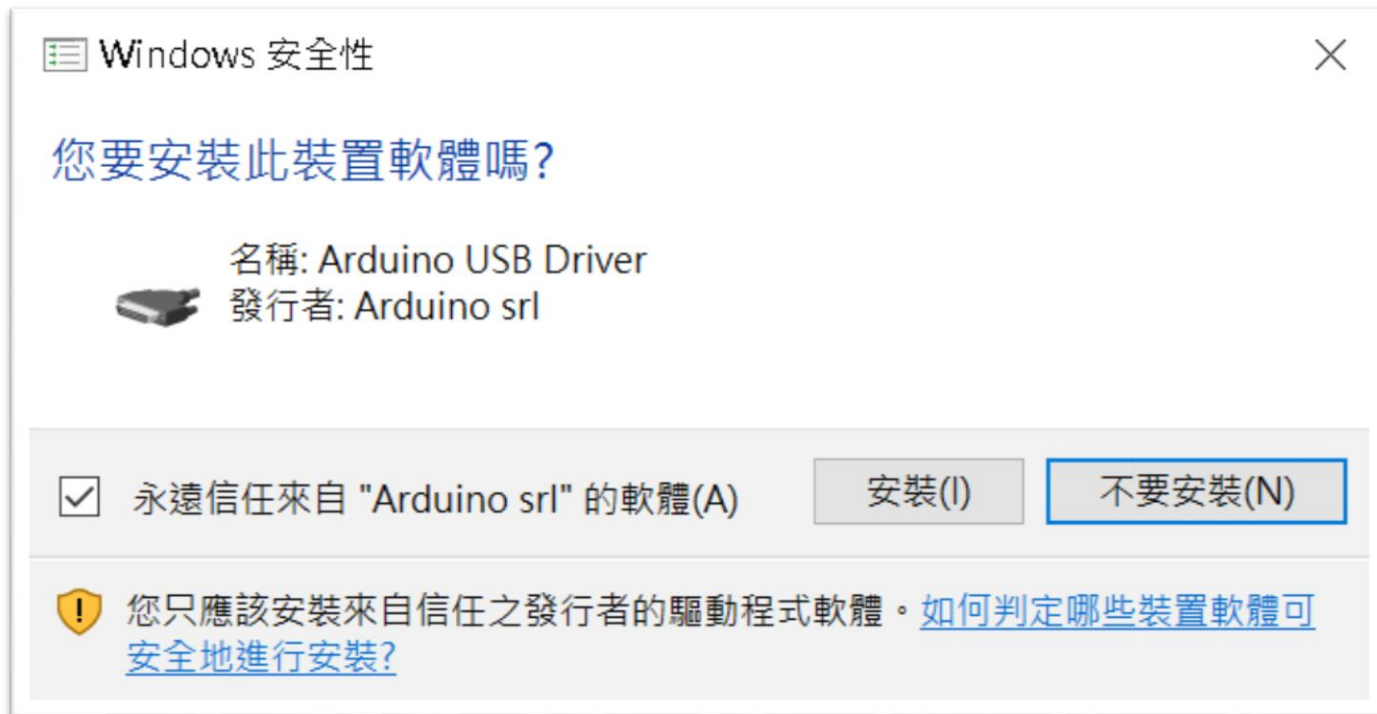 Windows 安全性
您要安裝此裝置軟體嗎?
名稱: Arduino USB Driver
發行者: Arduino srl
永遠信任來自 "Arduino srl" 的軟體(A)
安裝(I)
不要安裝(N)
您只應該安裝來自信任之發行者的驅動程式軟體。如何判定哪些裝置軟體可
安全地進行安裝?